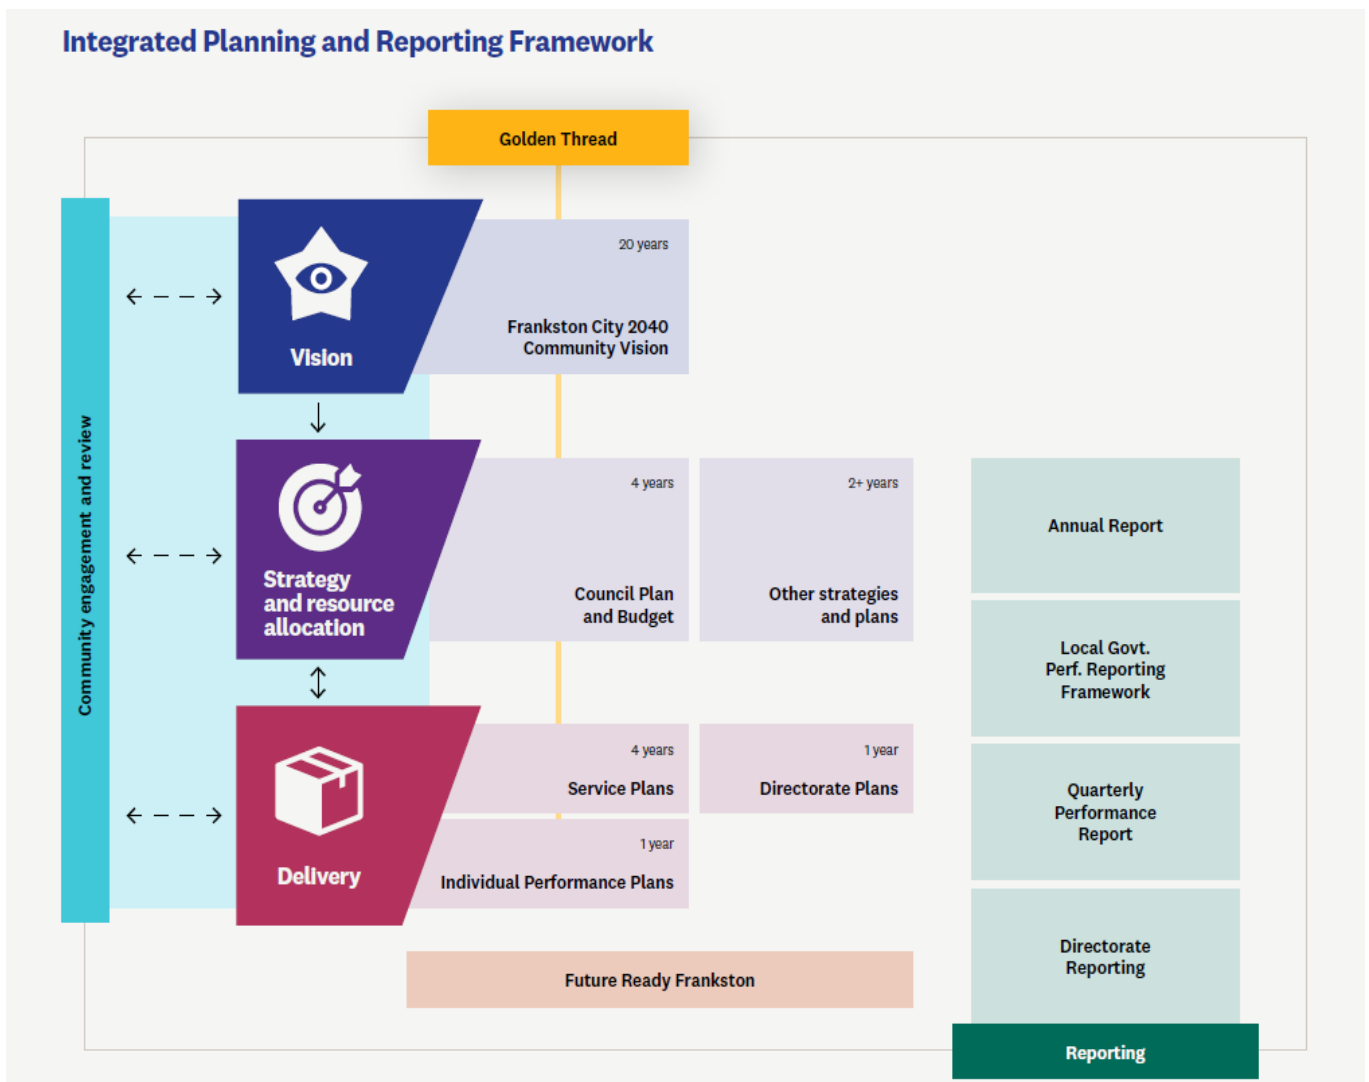 Integrated Planning and Reporting Framework
Golden Thread
Community engagement and review
Vision
20 years
Frankston City 2040
Community Vision
Strategy
and resource
allocation
4 years
Council Plan
and Budget
2+ years
Other strategies
and plans
Delivery
4 years
Service Plans
1 year
Directorate Plans
1 year
Individual Performance Plans
Future Ready Frankston
Annual Report
Local Govt.
Perf. Reporting
Framework
Quarterly
Performance
Report
Directorate
Reporting
Reporting